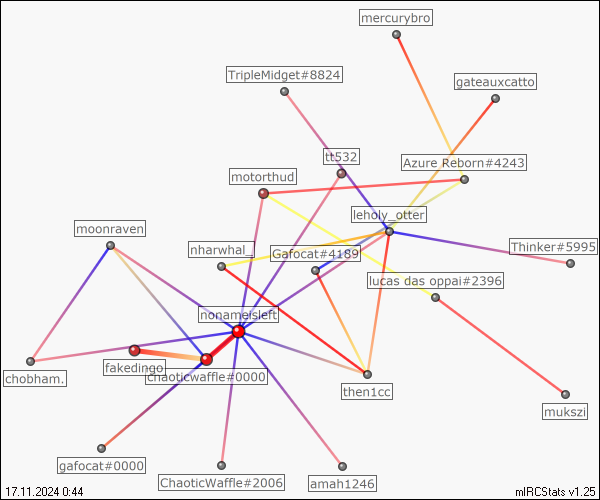 mercurybro
TripleMidget#8824
gateauxcatto
tt532
Azure Reborn#4243
motorthud
leholy_otter
moonraven
nharwhal_
Gafocat#4189
Thinker#5995
lucas das oppai#2396
nonameisleft
fakedingo
chaoticwaffle#0000
chobham.
then1cc
mukszi
gafocat#0000
ChaoticWaffle#2006
amah1246
17.11.2024 0:44
mIRCStats v1.25